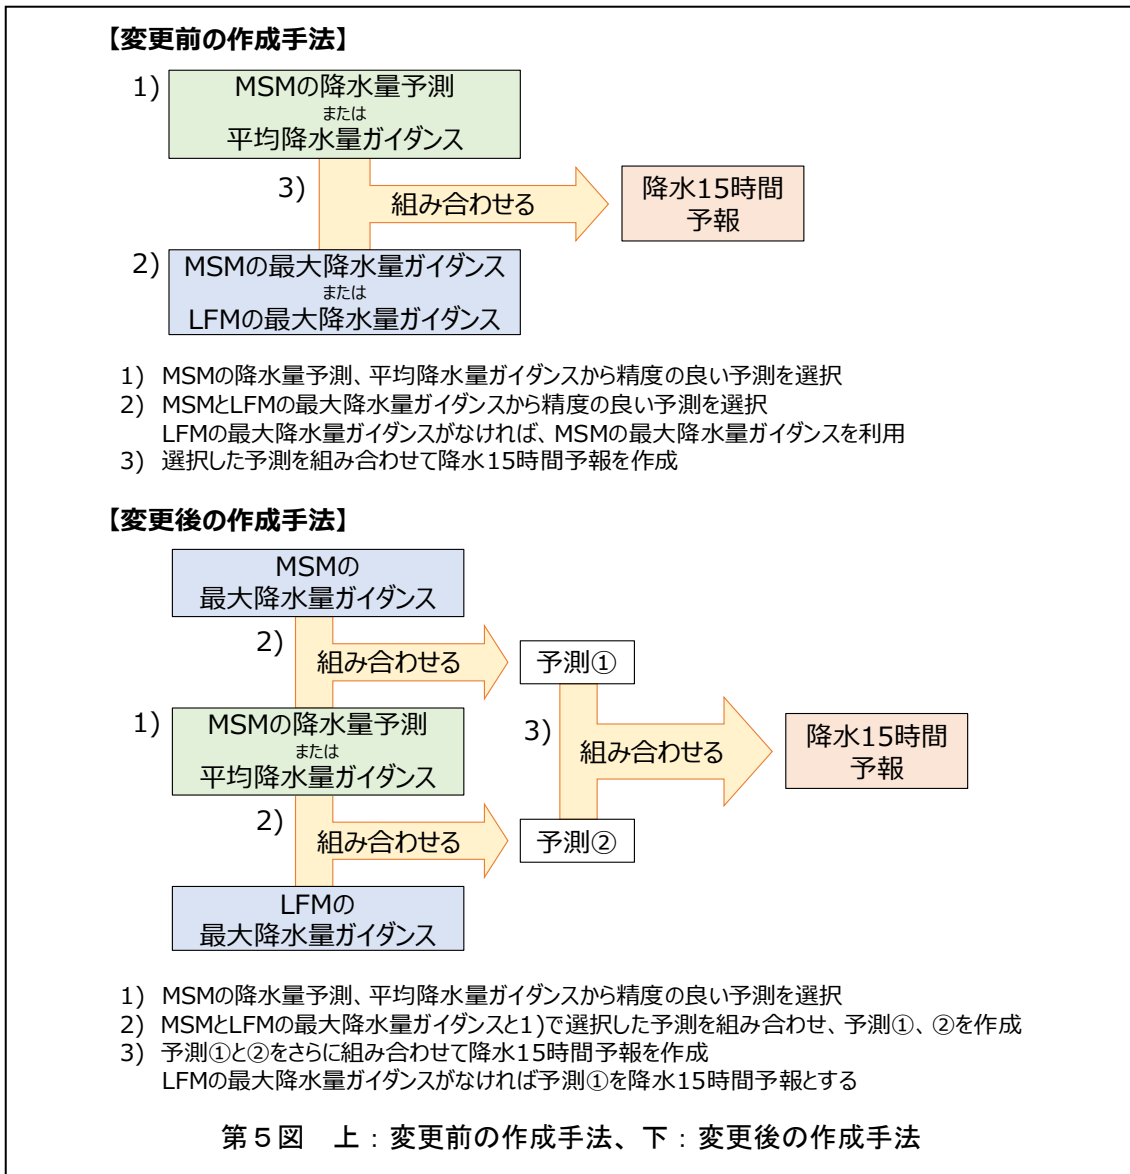 【変更前の作成手法】
1)
MSMの降水量予測
または
平均降水量ガイダンス
3)
組み合わせる
降水15時間
予報
2)
MSMの最大降水量ガイダンス
または
LFMの最大降水量ガイダンス
1) MSMの降水量予測、平均降水量ガイダンスから精度の良い予測を選択
2) MSMとLFMの最大降水量ガイダンスから精度の良い予測を選択
LFMの最大降水量ガイダンスがなければ、MSMの最大降水量ガイダンスを利用
3) 選択した予測を組み合わせて降水15時間予報を作成
【変更後の作成手法】
MSMの
最大降水量ガイダンス
2)
組み合わせる
予測①
1)
MSMの降水量予測
または
平均降水量ガイダンス
3)
組み合わせる
降水15時間
予報
2)
組み合わせる
予測②
LFMの
最大降水量ガイダンス
1) MSMの降水量予測、平均降水量ガイダンスから精度の良い予測を選択
2) MSMとLFMの最大降水量ガイダンスと1)で選択した予測を組み合わせ、予測①、②を作成
3) 予測①と②をさらに組み合わせて降水15時間予報を作成
LFMの最大降水量ガイダンスがなければ予測①を降水15時間予報とする
第5図 上：変更前の作成手法、下：変更後の作成手法